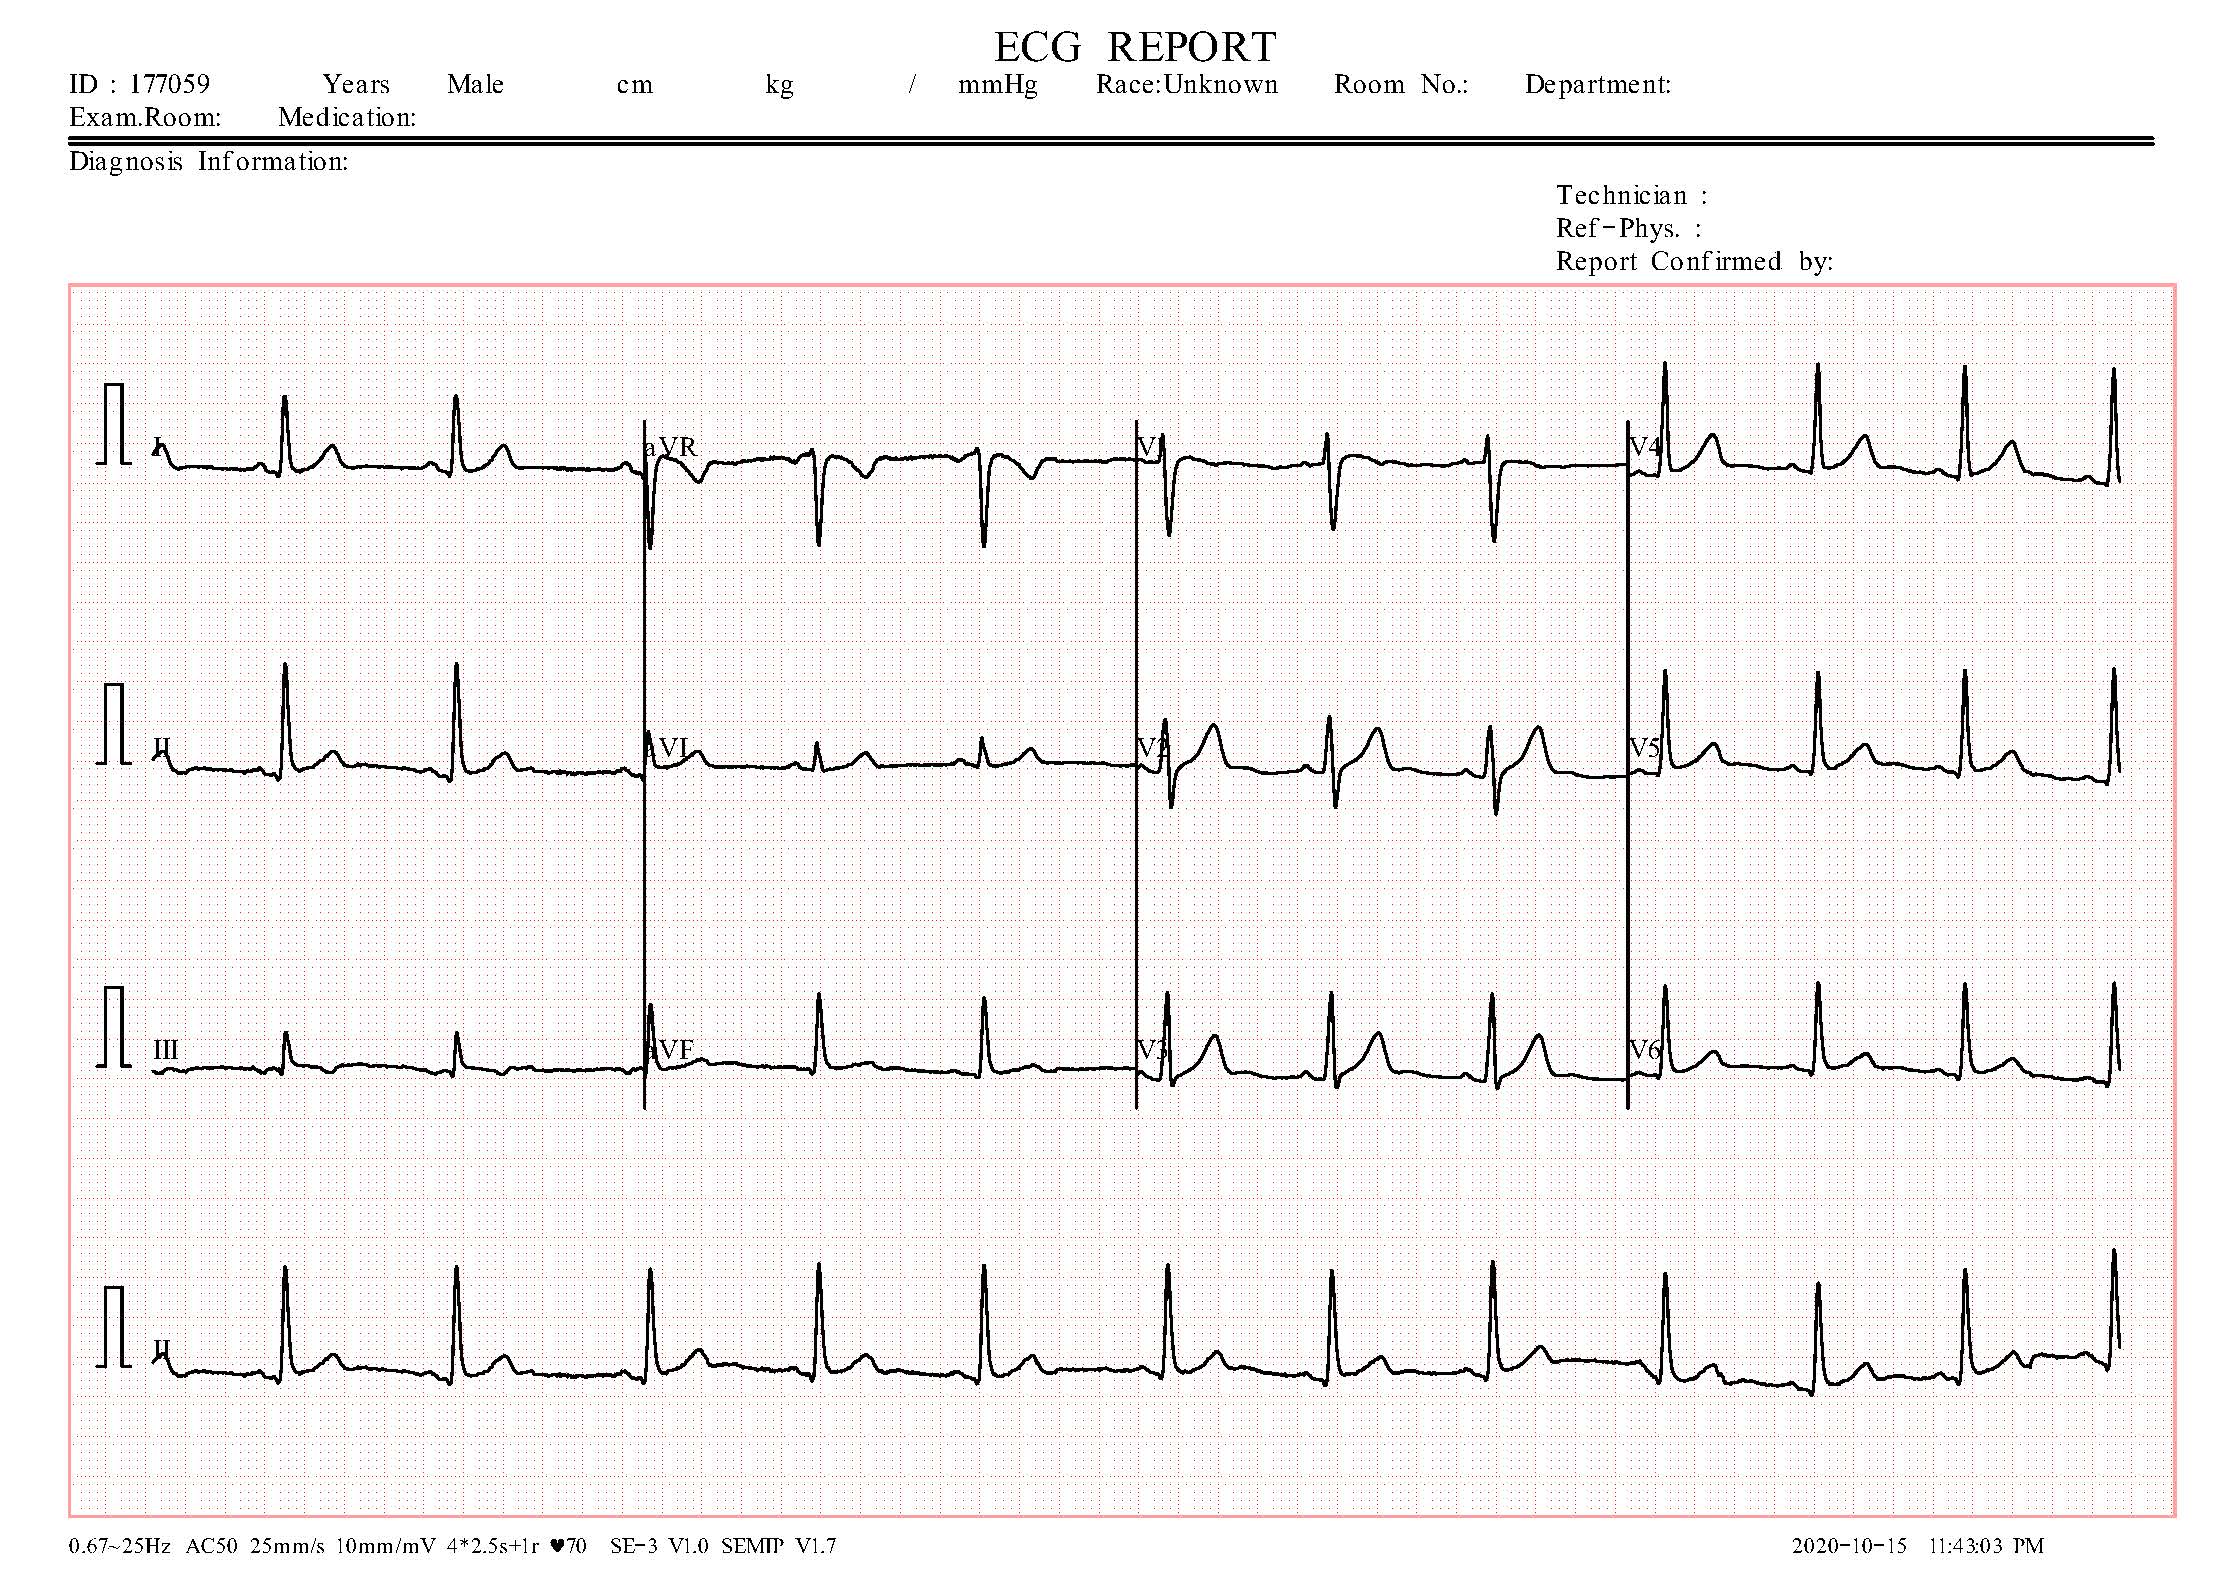 ECG REPORT
ID : 177059 Years Male cm kg / mmHg Race:Unknown Room No.: Department:
Exam.Room: Medication:
Diagnosis Information:
Technician :
Ref-Phys. :
Report Confirmed by:
I aVR V1 V4
II aVL V2 V5
III aVF V3 V6
II
0.67~25Hz AC50 25mm/s 10mm/mV 4*2.5s+1r ♥70 SE-3 V1.0 SEMIP V1.7 2020-10-15 11:43:03 PM